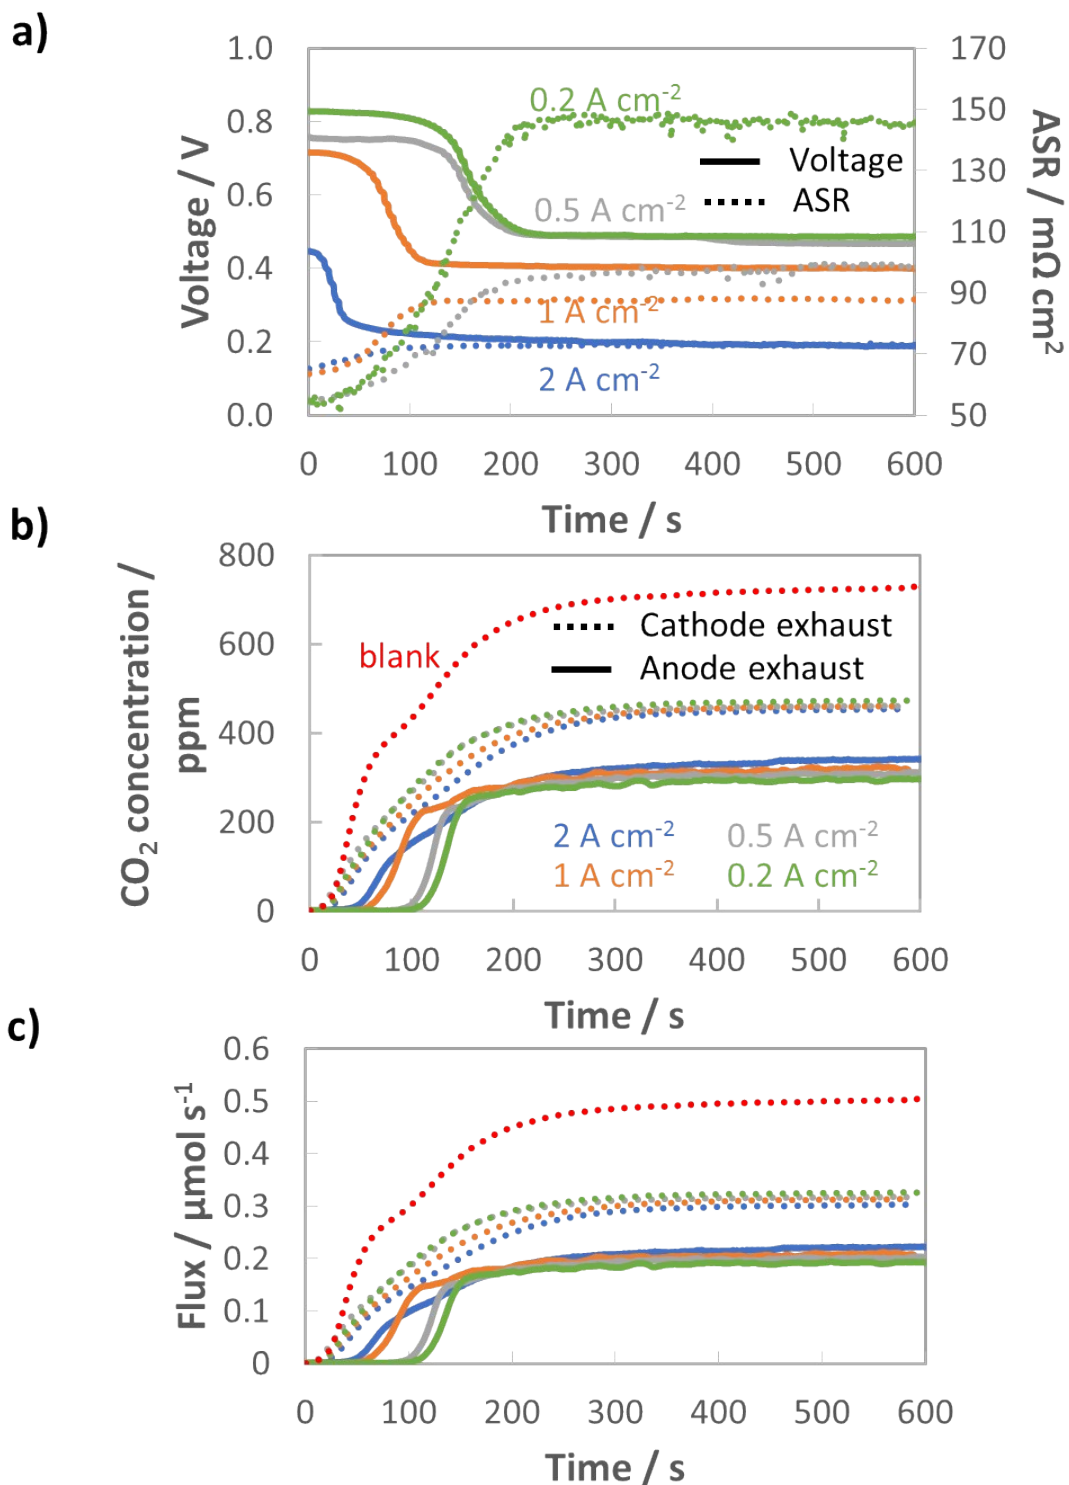 a)
1.0
0.8
0.6
0.4
0.2
0.0
Voltage / V
170
150
130
110
90
70
50
ASR / mΩ cm²
0.2 A cm⁻²
Voltage
ASR
0.5 A cm⁻²
1 A cm⁻²
2 A cm⁻²
0 100 200 300 400 500 600
Time / s
b)
800
600
400
200
0
CO₂ concentration /
ppm
blank
Cathode exhaust
Anode exhaust
2 A cm⁻² 0.5 A cm⁻²
1 A cm⁻² 0.2 A cm⁻²
0 100 200 300 400 500 600
Time / s
c)
0.6
0.5
0.4
0.3
0.2
0.1
0
Flux / µmol s⁻¹
0 100 200 300 400 500 600
Time / s